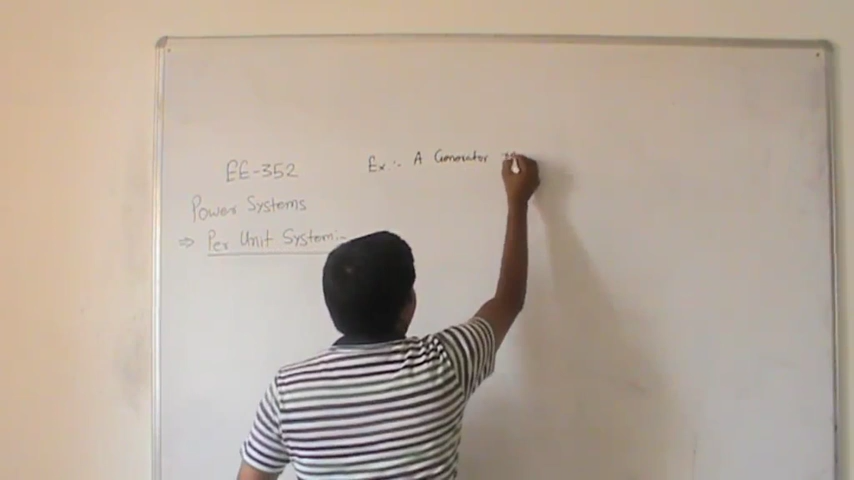 EE-352
Ex:- A Generator
Power Systems
⇒ Per Unit System:-